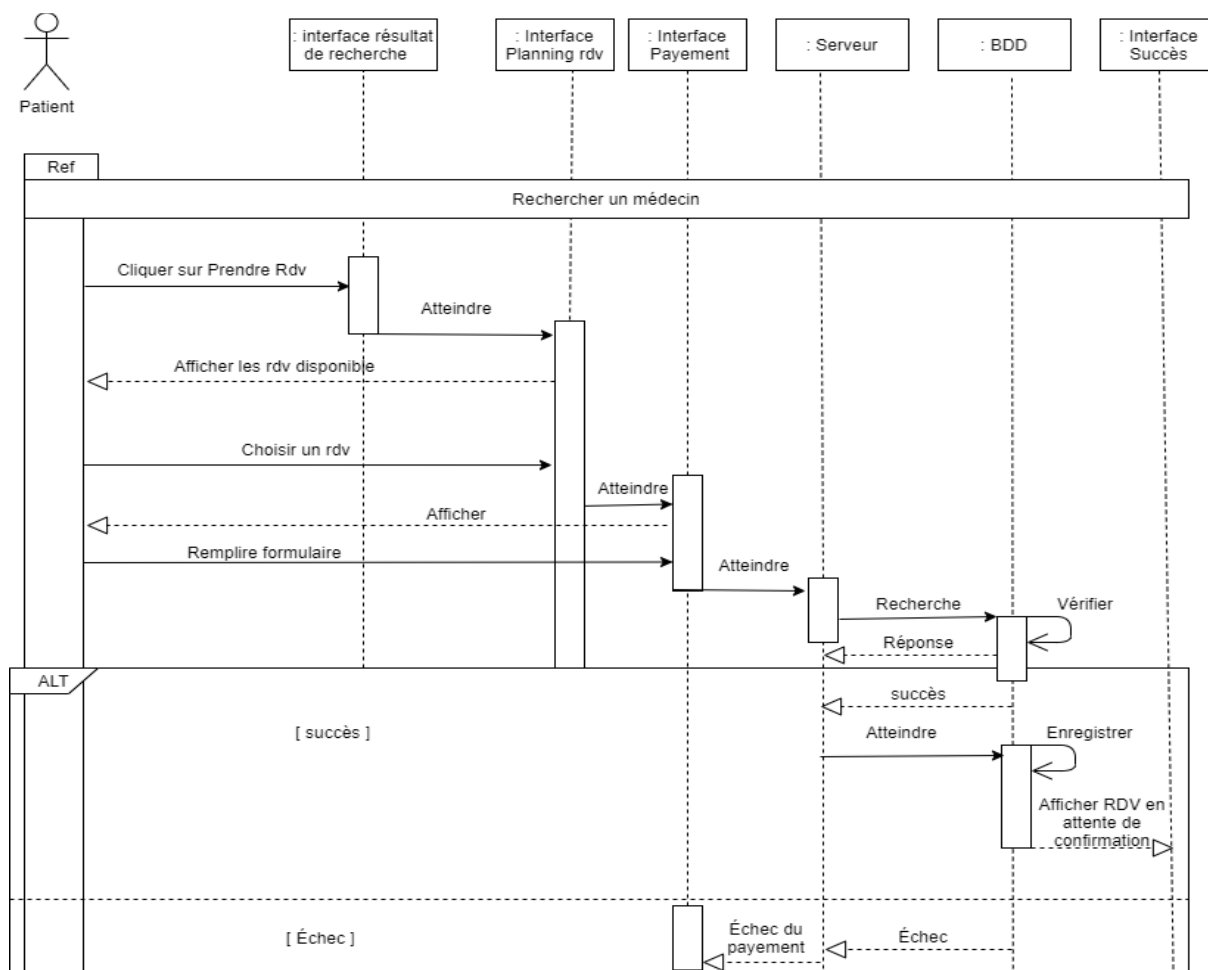 : interface résultat
de recherche
: Interface
Planning rdv
: Interface
Payement
: Serveur
: BDD
: Interface
Succès
Patient
Ref
Rechercher un médecin
Cliquer sur Prendre Rdv
Atteindre
Afficher les rdv disponible
Choisir un rdv
Atteindre
Afficher
Remplire formulaire
Atteindre
Recherche
Vérifier
Réponse
ALT
succès
[ succès ]
Atteindre
Enregistrer
Afficher RDV en
attente de
confirmation
[ Échec ]
Échec du
payement
Échec